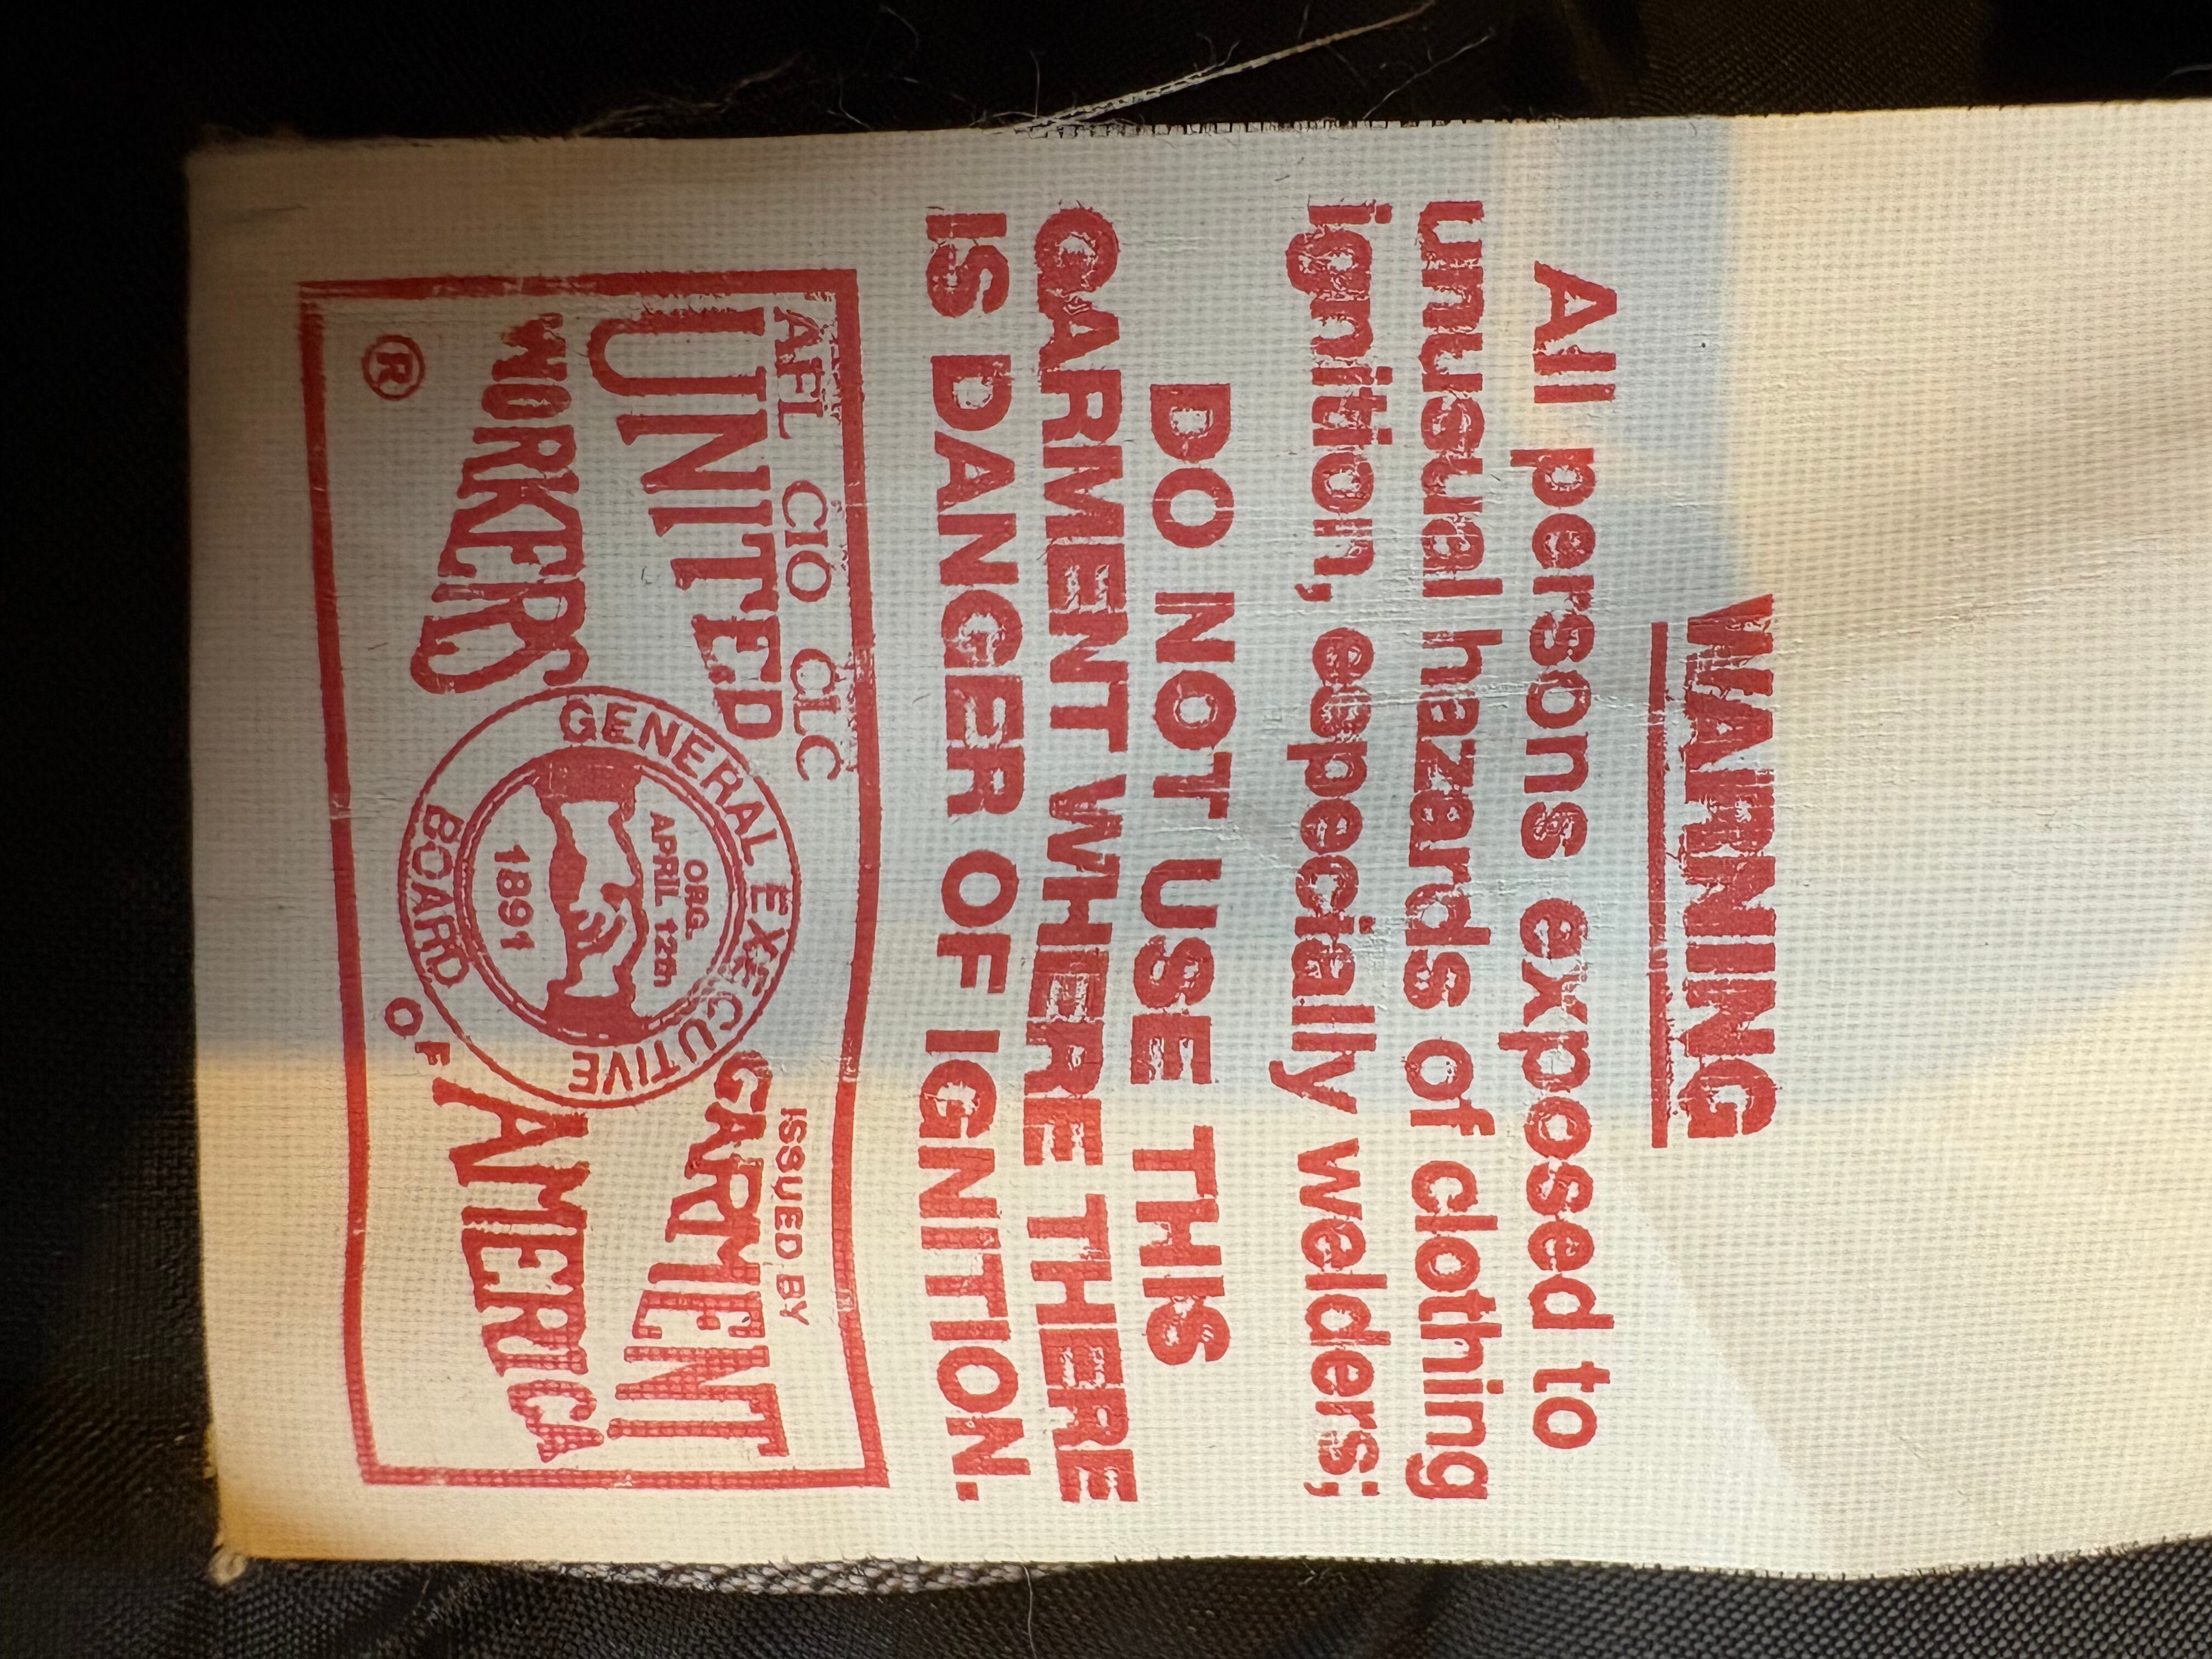 WARNING
All persons exposed to
unusual hazards of clothing
ignition, especially welders;
DO NOT USE THIS
GARMENT WHERE THERE
IS DANGER OF IGNITION.
AFL CIO CLC
ISSUED BY
UNITED GARMENT
WORKERS OF AMERICA
GENERAL EXECUTIVE
BOARD
ORG.
APRIL 12th
1891
®